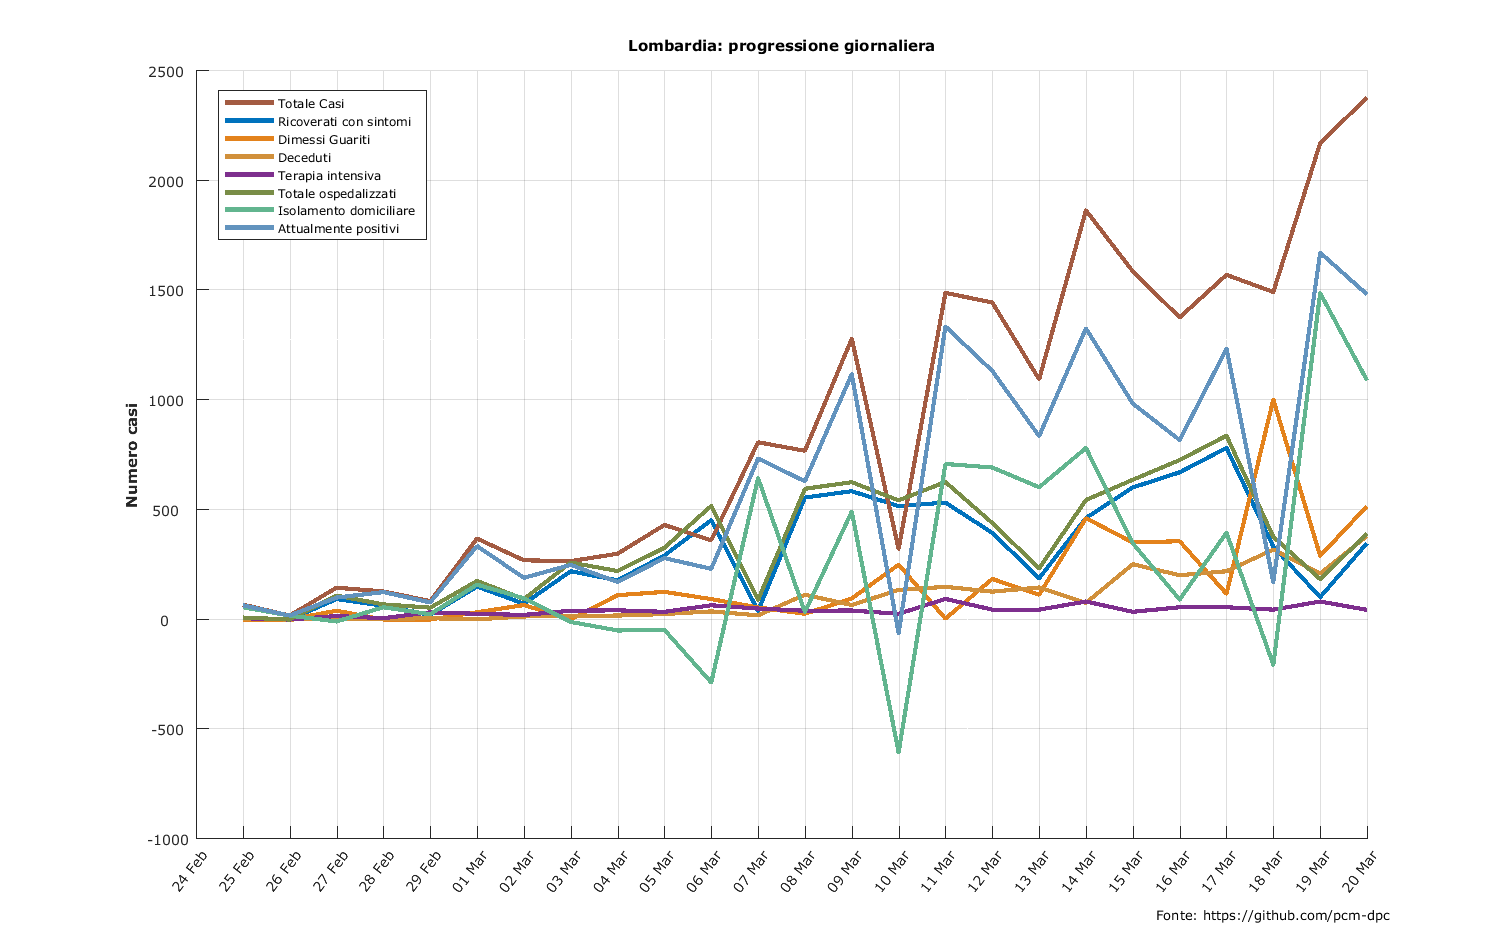 Lombardia: progressione giornaliera
2500
2000
1500
1000
500
0
-500
-1000
Numero casi
Totale Casi
Ricoverati con sintomi
Dimessi Guariti
Deceduti
Terapia intensiva
Totale ospedalizzati
Isolamento domiciliare
Attualmente positivi
24 Feb
25 Feb
26 Feb
27 Feb
28 Feb
29 Feb
01 Mar
02 Mar
03 Mar
04 Mar
05 Mar
06 Mar
07 Mar
08 Mar
09 Mar
10 Mar
11 Mar
12 Mar
13 Mar
14 Mar
15 Mar
16 Mar
17 Mar
18 Mar
19 Mar
20 Mar
Fonte: https://github.com/pcm-dpc